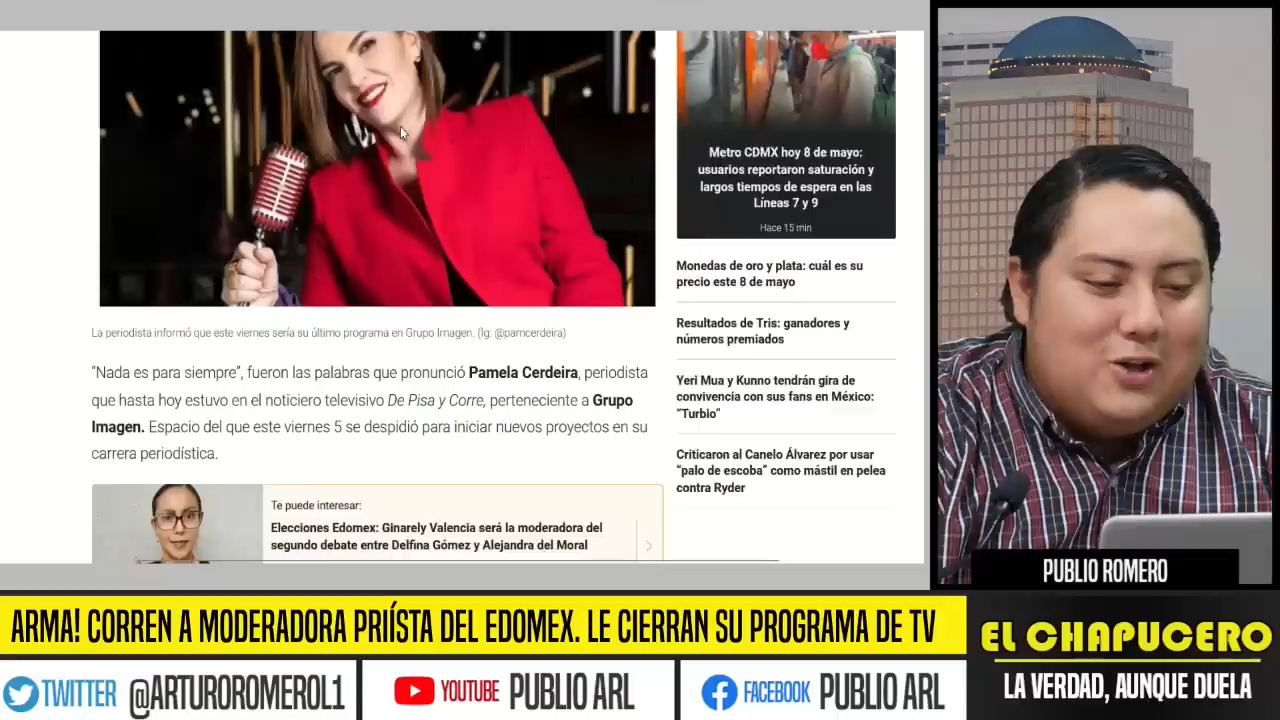 La periodista informó que este viernes sería su último programa en Grupo Imagen. (Ig: @pamcerdeira)
"Nada es para siempre", fueron las palabras que pronunció Pamela Cerdeira, periodista
que hasta hoy estuvo en el noticiero televisivo De Pisa y Corre, perteneciente a Grupo
Imagen. Espacio del que este viernes 5 se despidió para iniciar nuevos proyectos en su
carrera periodística.
Te puede interesar:
Elecciones Edomex: Ginarely Valencia será la moderadora del
segundo debate entre Delfina Gómez y Alejandra del Moral
Metro CDMX hoy 8 de mayo:
usuarios reportaron saturación y
largos tiempos de espera en las
Líneas 7 y 9
Hace 15 min
Monedas de oro y plata: cuál es su
precio este 8 de mayo
Resultados de Tris: ganadores y
números premiados
Yeri Mua y Kunno tendrán gira de
convivencia con sus fans en México:
"Turbio"
Criticaron al Canelo Álvarez por usar
"palo de escoba" como mástil en pelea
contra Ryder
PUBLIO ROMERO
ARMA! CORREN A MODERADORA PRIÍSTA DEL EDOMEX. LE CIERRAN SU PROGRAMA DE TV
EL CHAPUCERO
LA VERDAD, AUNQUE DUELA
TWITTER @ARTUROROMEROL1
YOUTUBE PUBLIO ARL
FACEBOOK PUBLIO ARL